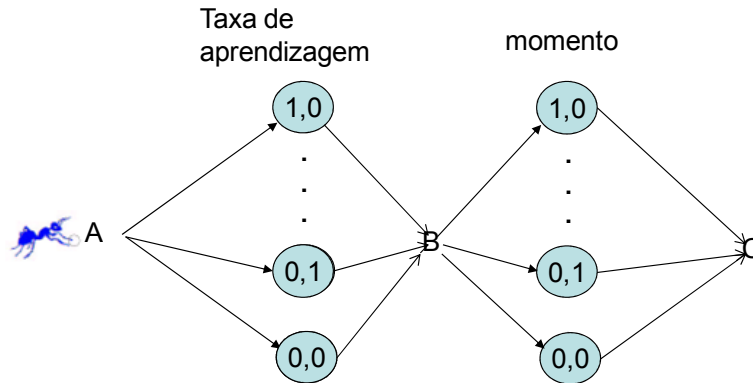 Taxa de
aprendizagem
momento
1,0
1,0
.
.
.
.
.
.
A
B
C
0,1
0,1
0,0
0,0